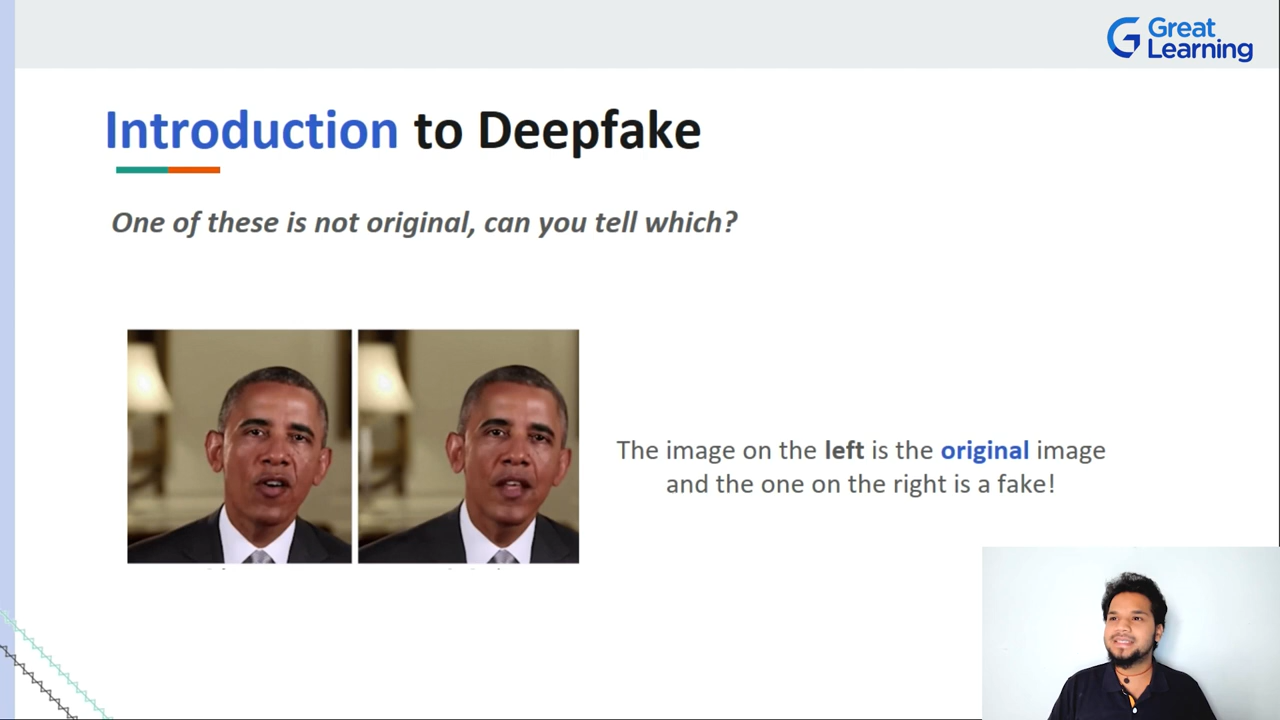 Great
Learning
Introduction to Deepfake
One of these is not original, can you tell which?
The image on the left is the original image
and the one on the right is a fake!